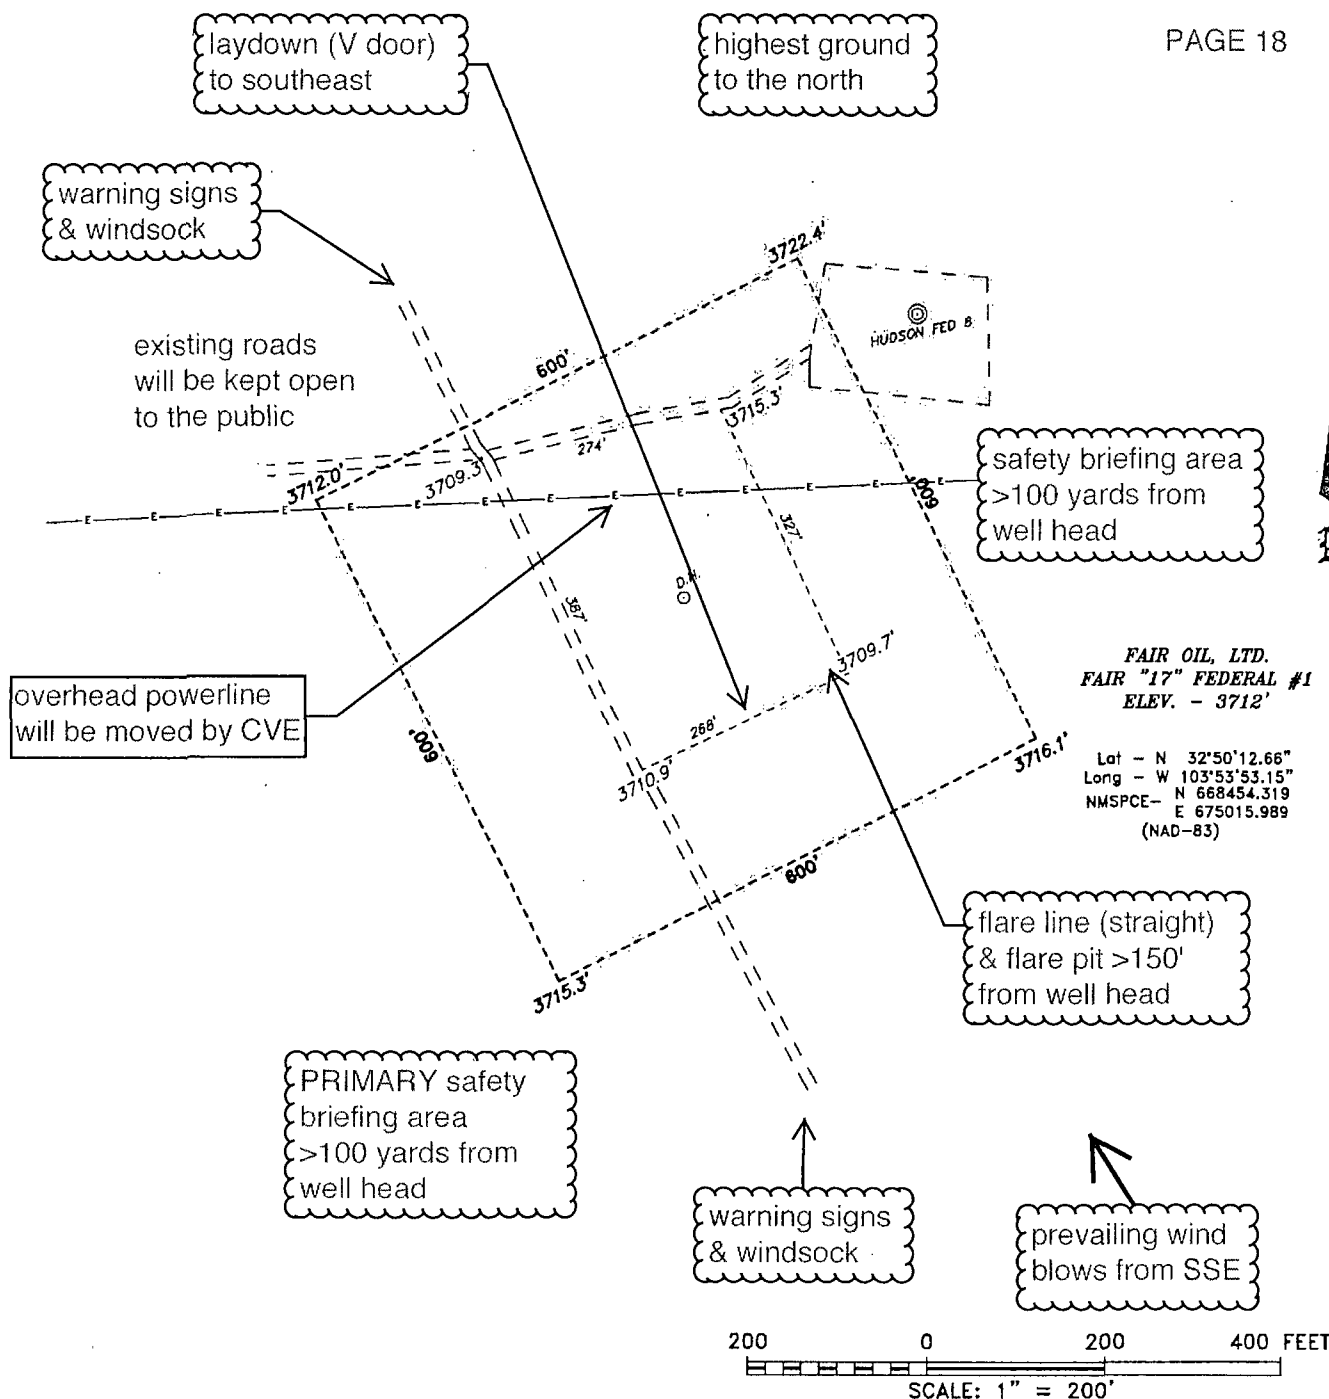 PAGE 18
laydown (V door)
to southeast
highest ground
to the north
warning signs
& windsock
existing roads
will be kept open
to the public
3722.4'
HUDSON FED 8
600'
3715.3'
274'
3712.0'
3709.3'
E E E E E E E E E E E E E E
600'
safety briefing area
>100 yards from
well head
327'
D.H.
387'
3709.7'
overhead powerline
will be moved by CVE
600'
268'
3710.9'
3716.1'
FAIR OIL, LTD.
FAIR "17" FEDERAL #1
ELEV. - 3712'
Lat - N 32°50'12.66"
Long - W 103°53'53.15"
NMSPCE- N 668454.319
E 675015.989
(NAD-83)
600'
flare line (straight)
& flare pit >150'
from well head
3715.3'
PRIMARY safety
briefing area
>100 yards from
well head
warning signs
& windsock
prevailing wind
blows from SSE
200 0 200 400 FEET
SCALE: 1" = 200'